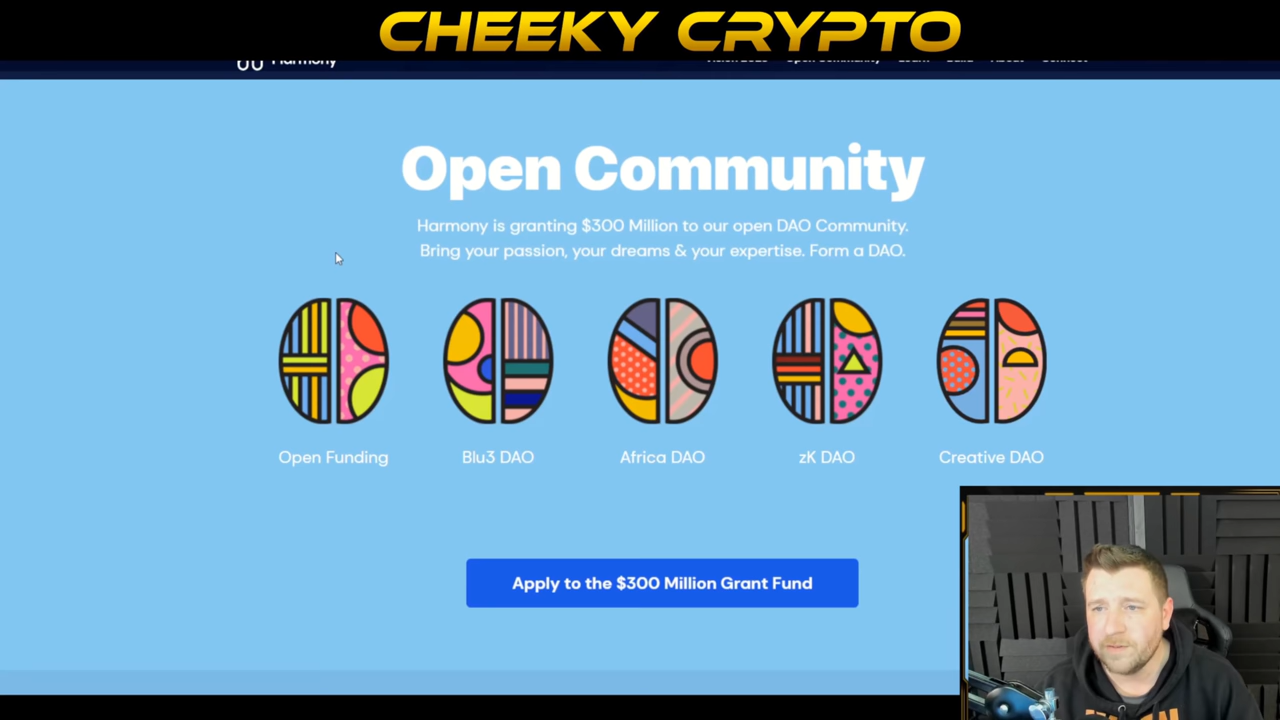 CHEEKY CRYPTO
Harmony
Open Community
Harmony is granting $300 Million to our open DAO Community.
Bring your passion, your dreams & your expertise. Form a DAO.
Open Funding
Blu3 DAO
Africa DAO
zK DAO
Creative DAO
Apply to the $300 Million Grant Fund